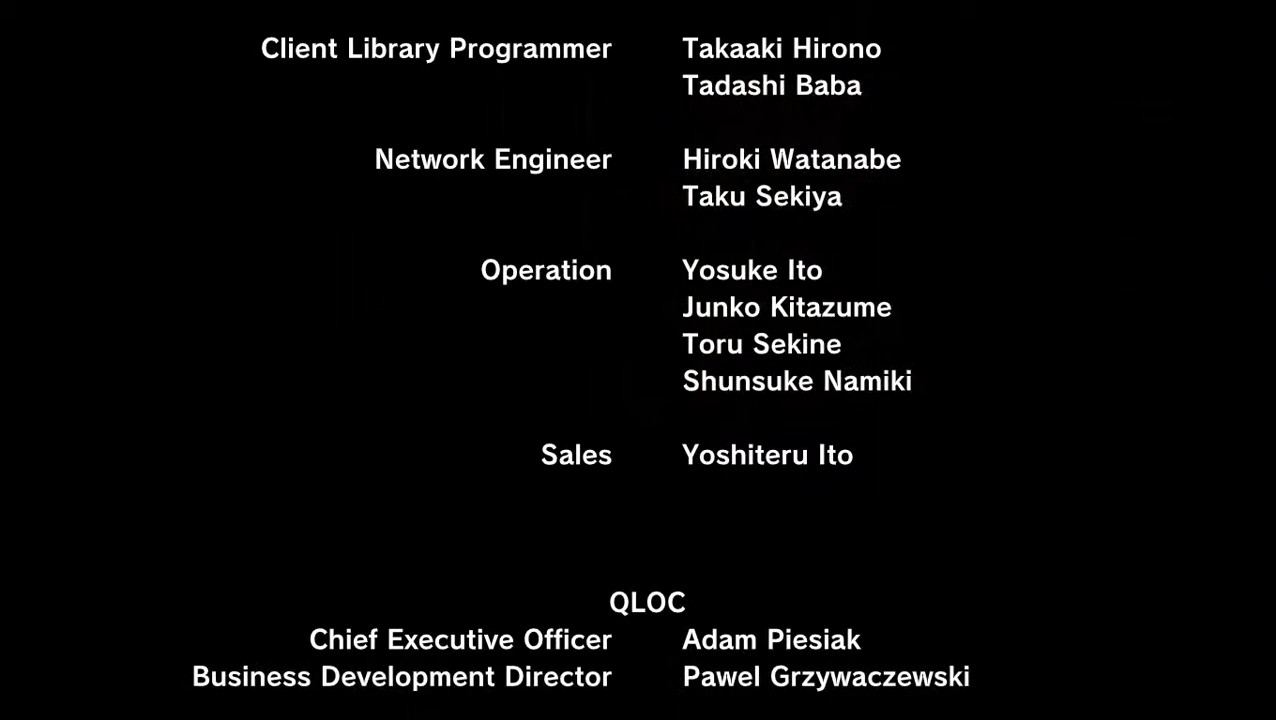 Client Library Programmer Takaaki Hirono
Tadashi Baba
Network Engineer Hiroki Watanabe
Taku Sekiya
Operation Yosuke Ito
Junko Kitazume
Toru Sekine
Shunsuke Namiki
Sales Yoshiteru Ito
QLOC
Chief Executive Officer Adam Piesiak
Business Development Director Pawel Grzywaczewski